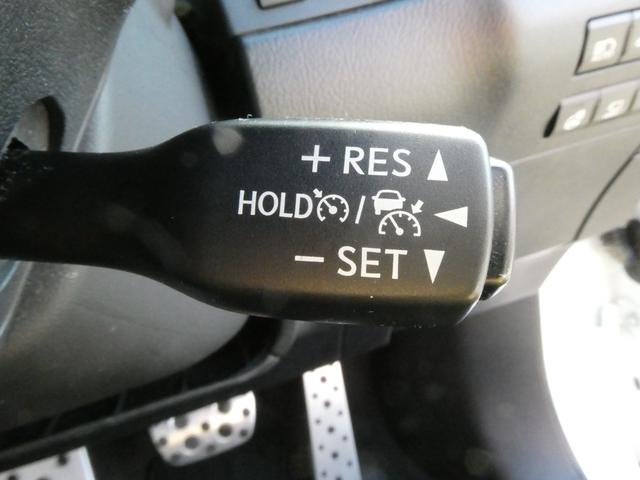 + RES
HOLD /
- SET